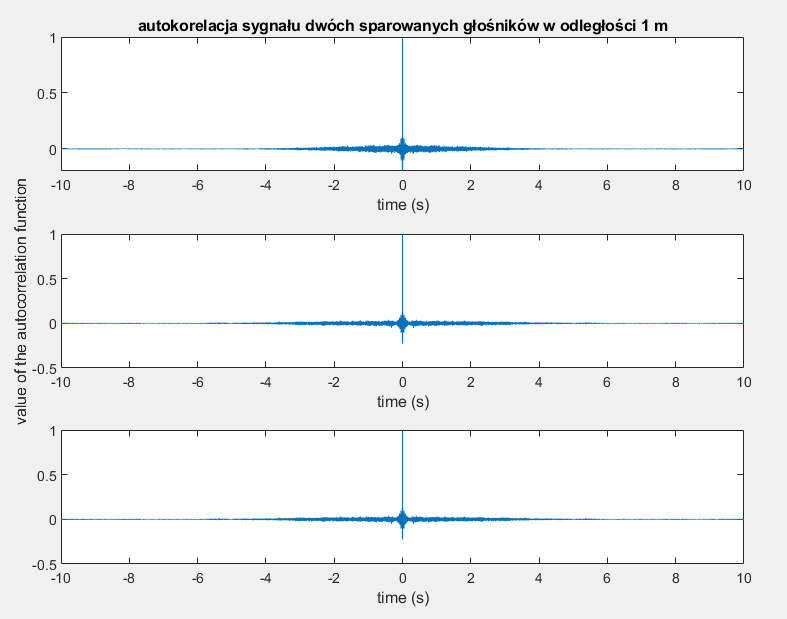 autokorelacja sygnału dwóch sparowanych głośników w odległości 1 m
1
0.5
0
-10 -8 -6 -4 -2 0 2 4 6 8 10
time (s)
value of the autocorrelation function
1
0.5
0
-0.5
-10 -8 -6 -4 -2 0 2 4 6 8 10
time (s)
1
0.5
0
-0.5
-10 -8 -6 -4 -2 0 2 4 6 8 10
time (s)